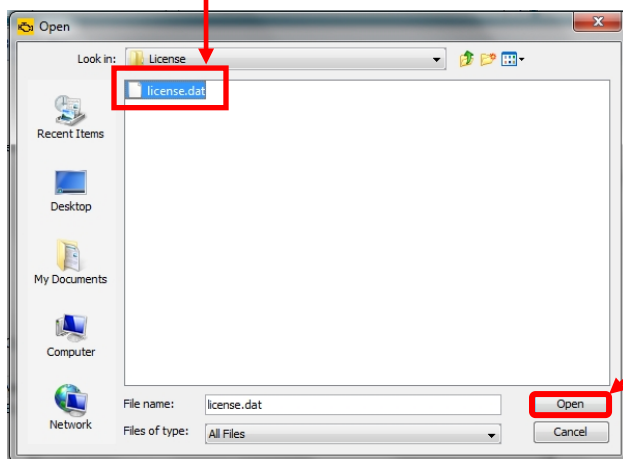 Open
Look in: License
license.dat
Recent Items
Desktop
My Documents
Computer
Network
File name: license.dat Open
Files of type: All Files Cancel